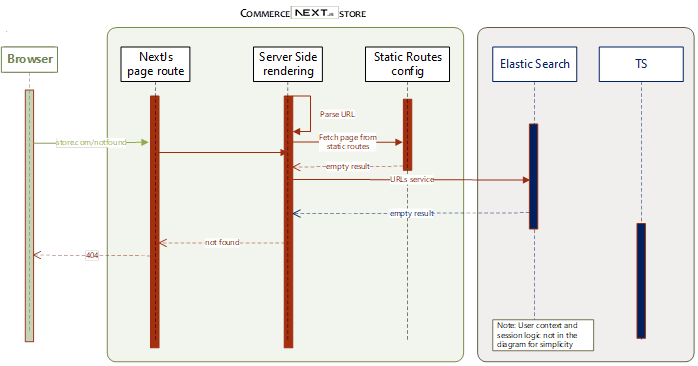 COMMERCE NEXT.JS STORE
Browser
NextJs
page route
Server Side
rendering
Static Routes
config
Elastic Search
TS
Parse URL
store.com/notfound
Fetch page from
static routes
empty result
URLs service
empty result
not found
404
Note: User context and
session logic not in the
diagram for simplicity